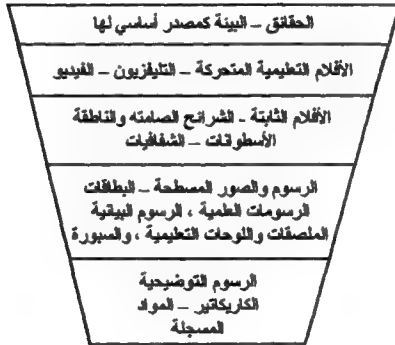 الحقائق – البيئة كمصدر أساسي لها
الأفلام التعليمية المتحركة – التليفزيون – الفيديو
الأفلام الثابتة - الشرائح الصامته والناطقة
الأسطوانات – الشفافيات
الرسوم والصور المسطحة – البطاقات
الرسومات العلمية ، الرسوم البيانية
الملصقات واللوحات التعليمية ، والسبورة
الرسوم التوضيحية
الكاريكاتير – المواد
المسجلة